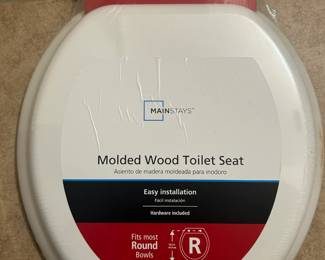 MAINSTAYS
Molded Wood Toilet Seat
Asiento de madera moldeada para inodoro
Easy installation
Fácil instalación
Hardware included
Fits most
Round
Bowls
R